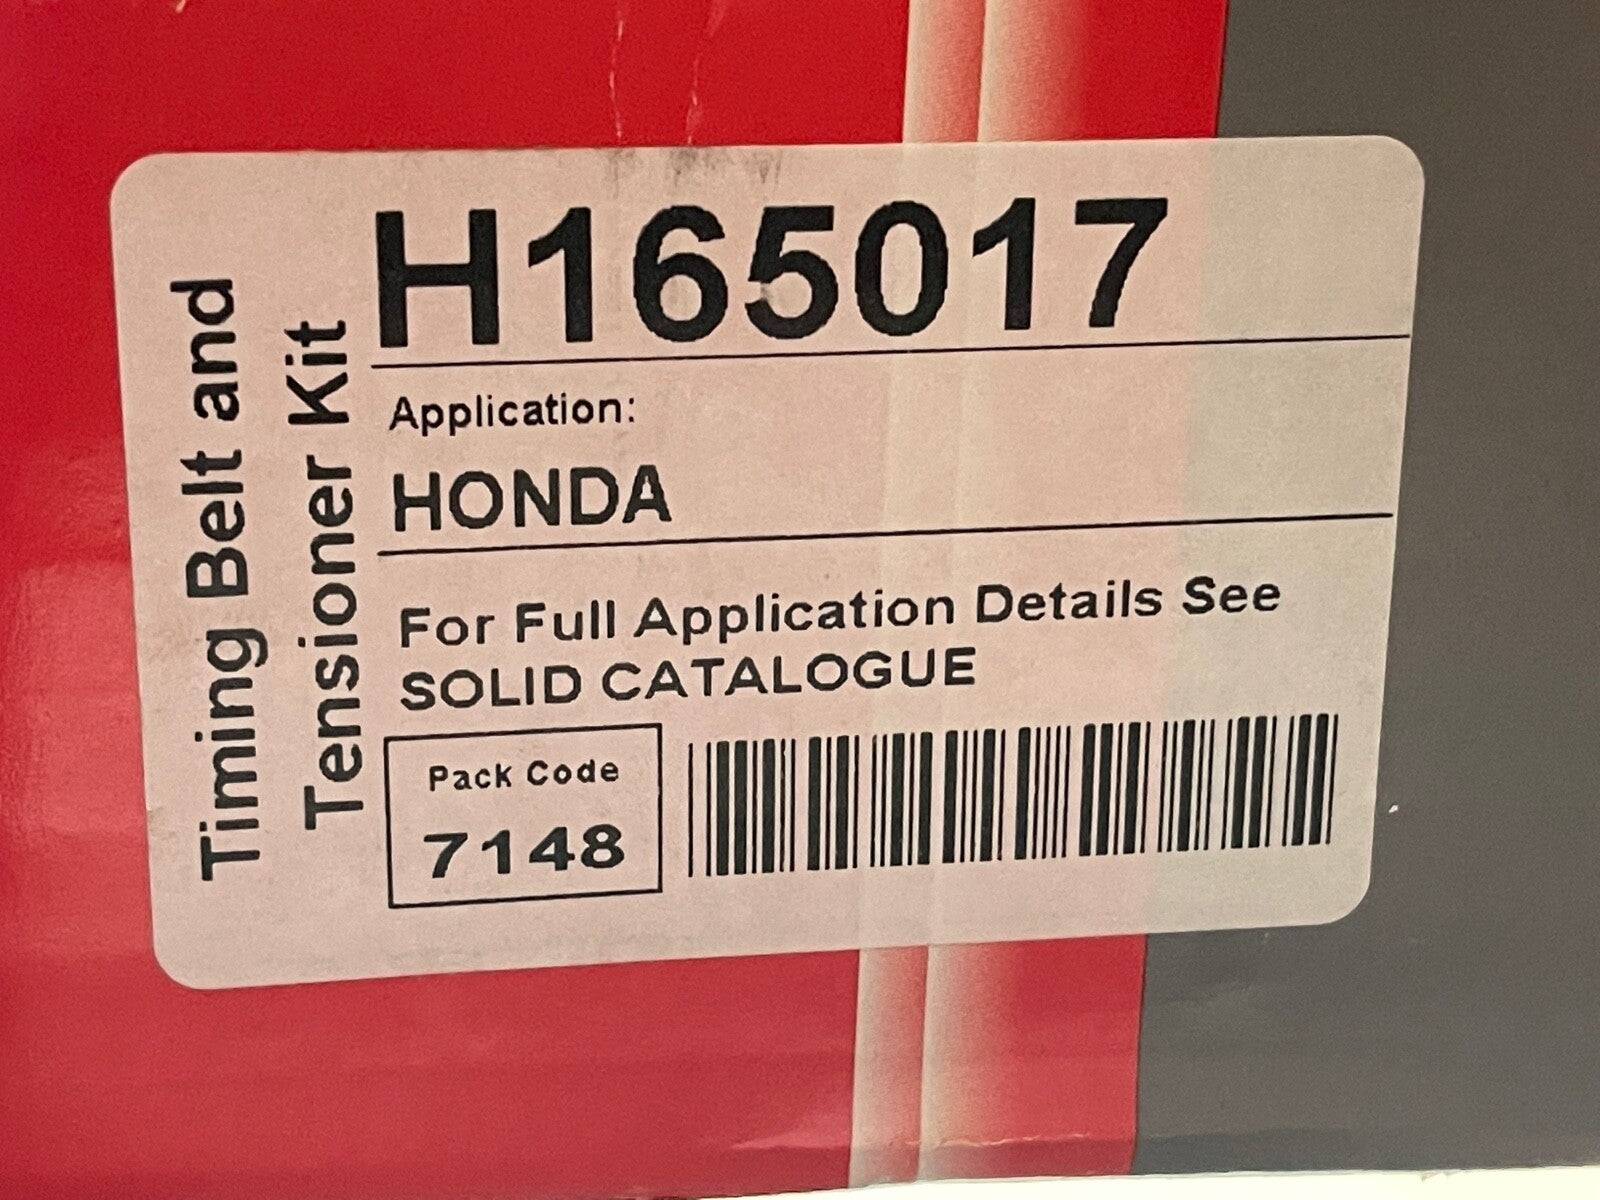 H165017
Timing Belt and
Tensioner Kit
Application:
HONDA
For Full Application Details See
SOLID CATALOGUE
Pack Code
7148